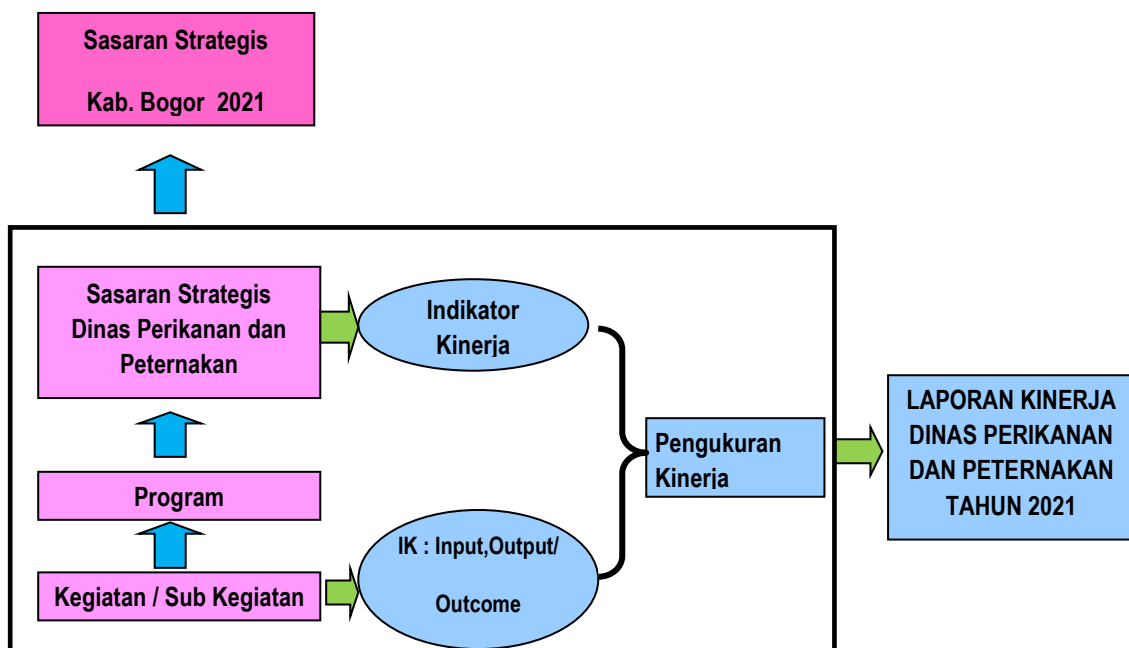 Sasaran Strategis
Kab. Bogor 2021
Sasaran Strategis
Dinas Perikanan dan
Peternakan
Indikator
Kinerja
Program
Kegiatan / Sub Kegiatan
IK : Input,Output/
Outcome
Pengukuran
Kinerja
LAPORAN KINERJA
DINAS PERIKANAN
DAN PETERNAKAN
TAHUN 2021